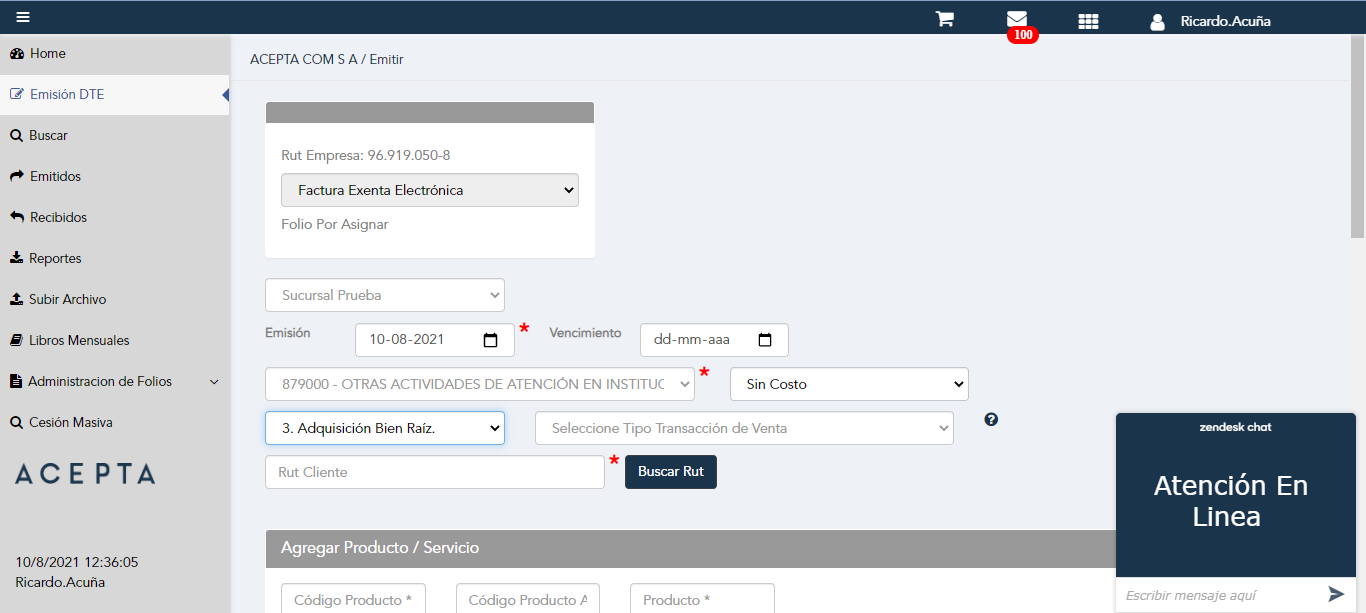 Ricardo.Acuña
100
Home
Emisión DTE
Buscar
Emitidos
Recibidos
Reportes
Subir Archivo
Libros Mensuales
Administracion de Folios
Cesión Masiva
ACEPTA
10/8/2021 12:36:05
Ricardo.Acuña
ACEPTA COM S A / Emitir
Rut Empresa: 96.919.050-8
Factura Exenta Electrónica
Folio Por Asignar
Sucursal Prueba
Emisión 10-08-2021 * Vencimiento dd-mm-aaa
879000 - OTRAS ACTIVIDADES DE ATENCIÓN EN INSTITUC * Sin Costo
3. Adquisición Bien Raíz. Seleccione Tipo Transacción de Venta ?
Rut Cliente * Buscar Rut
Agregar Producto / Servicio
Código Producto * Código Producto A Producto *
zendesk chat
Atención En
Linea
Escribir mensaje aquí